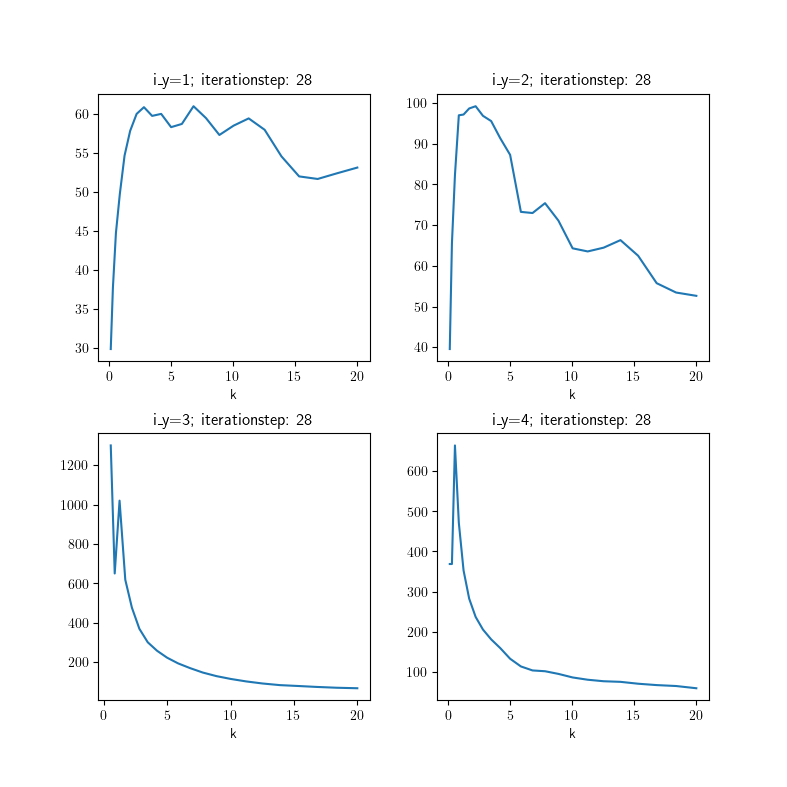 i_y=1; iterationstep: 28
60
55
50
45
40
35
30
0 5 10 15 20
k
i_y=2; iterationstep: 28
100
90
80
70
60
50
40
0 5 10 15 20
k
i_y=3; iterationstep: 28
1200
1000
800
600
400
200
0 5 10 15 20
k
i_y=4; iterationstep: 28
600
500
400
300
200
100
0 5 10 15 20
k